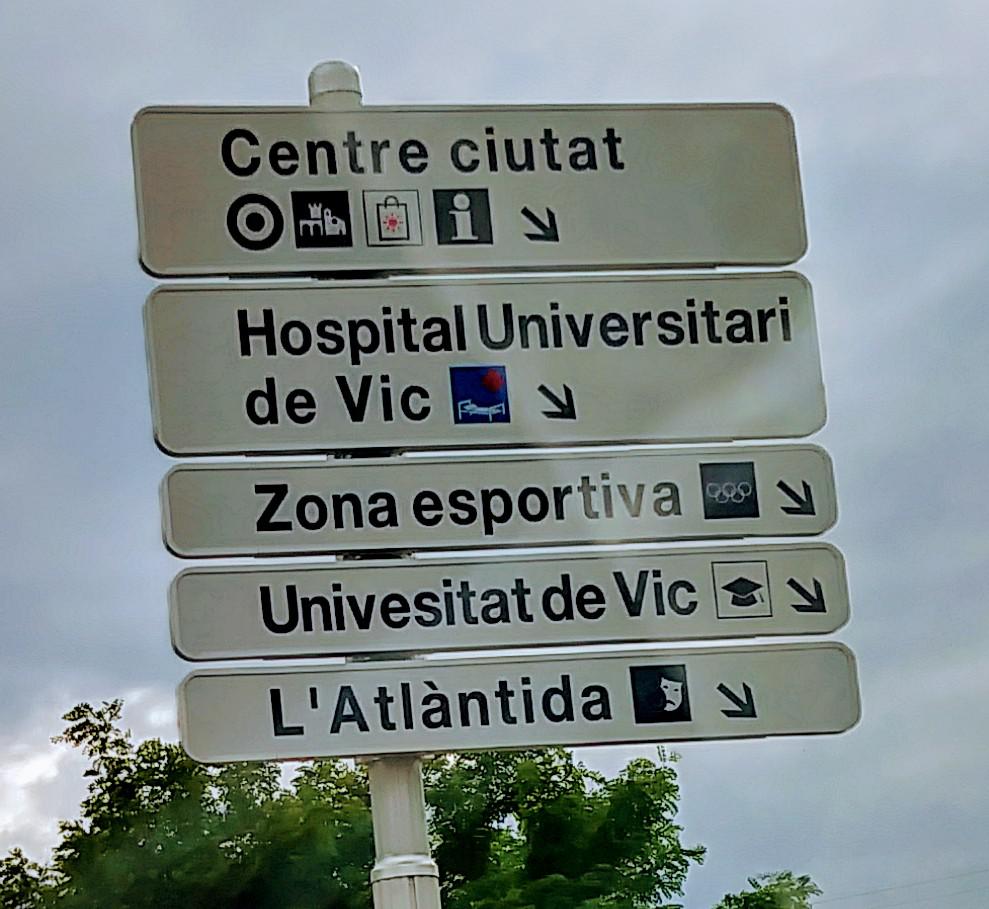 Centre ciutat
i
Hospital Universitari
de Vic
Zona esportiva
Univesitat de Vic
L'Atlàntida